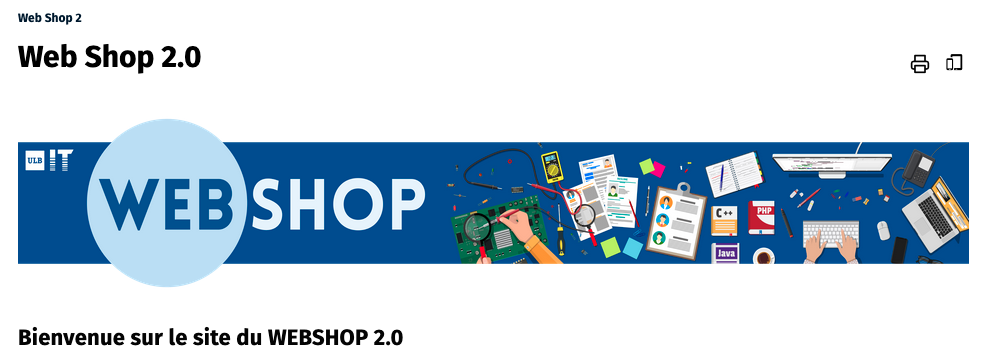 Web Shop 2
Web Shop 2.0
ULB IT
WEBSHOP
C++
PHP
Java
Bienvenue sur le site du WEBSHOP 2.0